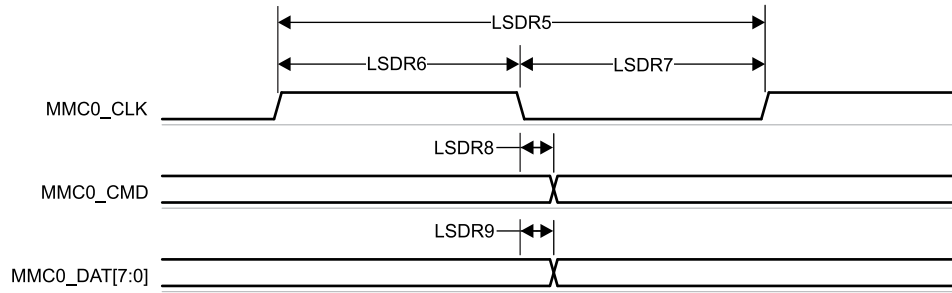 LSDR5
LSDR6
LSDR7
MMC0_CLK
LSDR8
MMC0_CMD
LSDR9
MMC0_DAT[7:0]